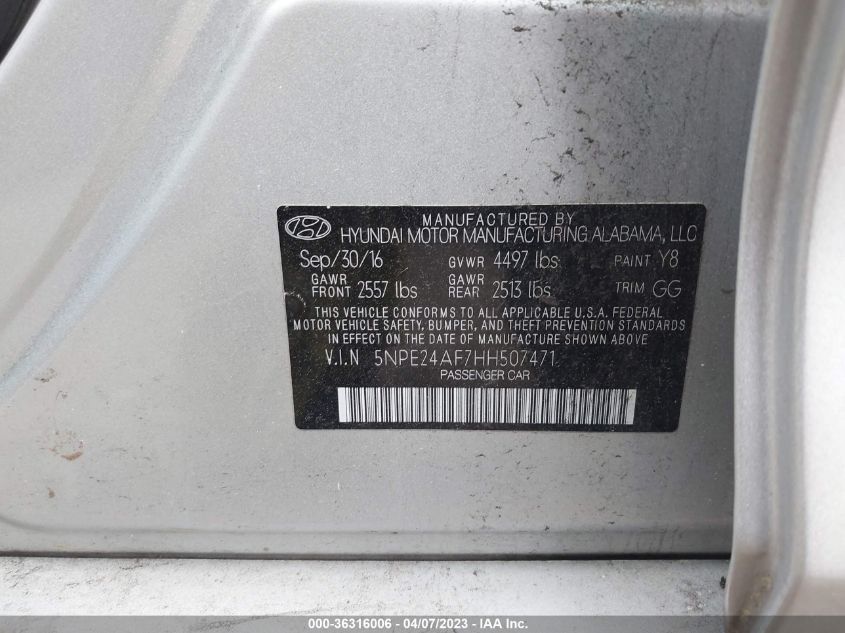 MANUFACTURED BY
HYUNDAI MOTOR MANUFACTURING ALABAMA, LLC
Sep/30/16 GVWR 4497 lbs PAINT Y8
GAWR FRONT 2557 lbs GAWR REAR 2513 lbs TRIM GG
THIS VEHICLE CONFORMS TO ALL APPLICABLE U.S.A. FEDERAL
MOTOR VEHICLE SAFETY, BUMPER, AND THEFT PREVENTION STANDARDS
IN EFFECT ON THE DATE OF MANUFACTURE SHOWN ABOVE
V.I.N 5NPE24AF7HH507471
PASSENGER CAR
000-36316006 - 04/07/2023 - IAA Inc.